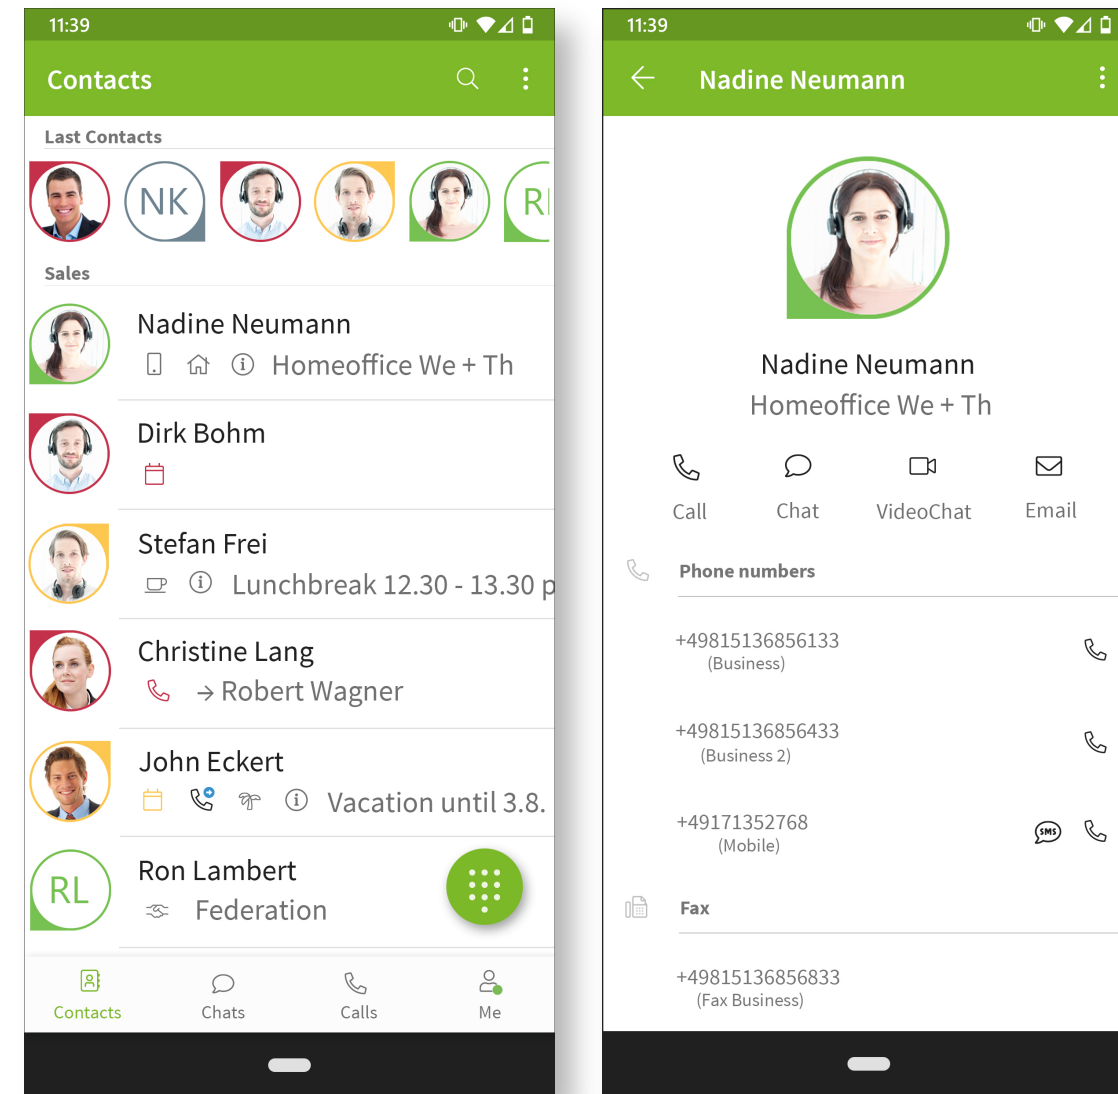 11:39
Contacts
Last Contacts
NK
Sales
Nadine Neumann
Homeoffice We + Th
Dirk Bohm
Stefan Frei
Lunchbreak 12.30 - 13.30 p
Christine Lang
→ Robert Wagner
John Eckert
Vacation until 3.8.
RL
Ron Lambert
Federation
Contacts
Chats
Calls
Me
11:39
Nadine Neumann
Nadine Neumann
Homeoffice We + Th
Call
Chat
VideoChat
Email
Phone numbers
+49815136856133
(Business)
+49815136856433
(Business 2)
+49171352768
(Mobile)
SMS
Fax
+49815136856833
(Fax Business)